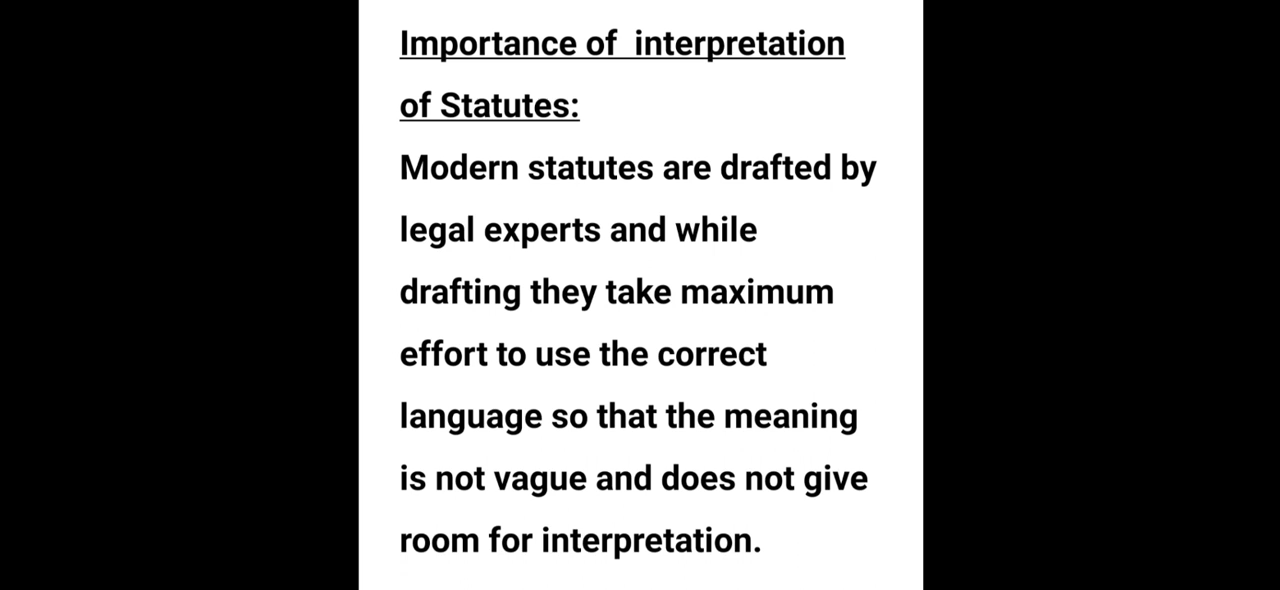 Importance of  interpretation
of Statutes:
Modern statutes are drafted by
legal experts and while
drafting they take maximum
effort to use the correct
language so that the meaning
is not vague and does not give
room for interpretation.